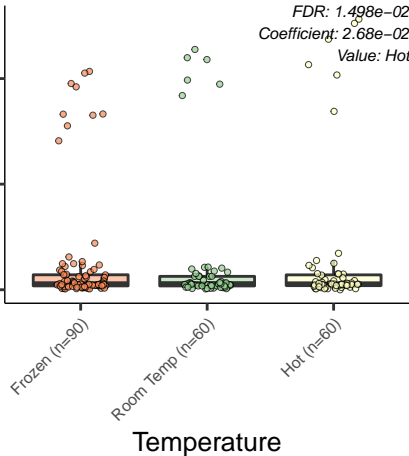 FDR: 1.498e−02
Coefficient: 2.68e−02
Value: Hot
Frozen (n=90)
Room Temp (n=60)
Hot (n=60)
Temperature